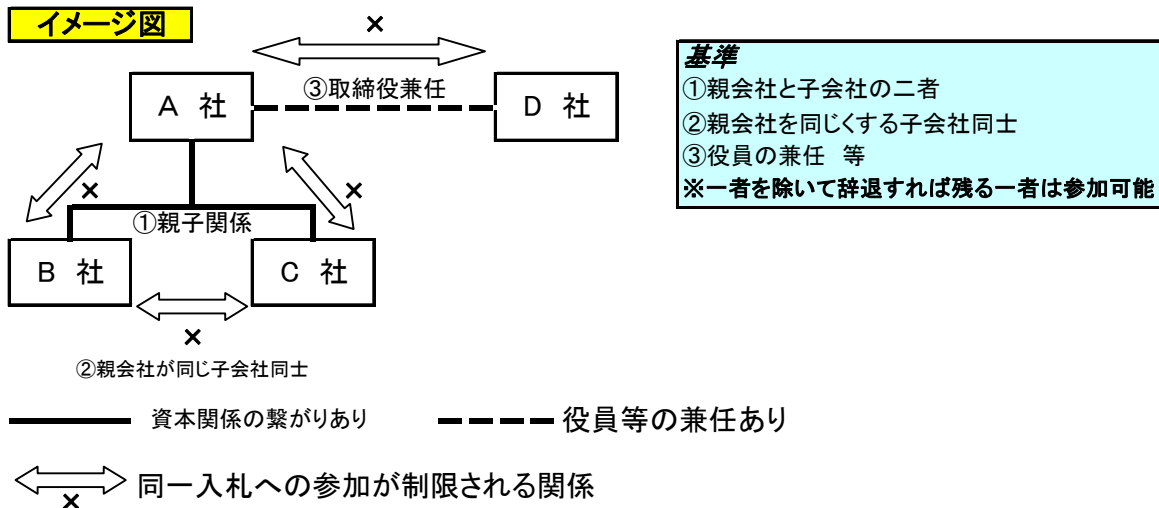 イメージ図
×
③取締役兼任
A 社
D 社
基準
①親会社と子会社の二者
②親会社を同じくする子会社同士
③役員の兼任 等
※一者を除いて辞退すれば残る一者は参加可能
×
×
①親子関係
B 社
C 社
×
②親会社が同じ子会社同士
資本関係の繋がりあり
役員等の兼任あり
×
同一入札への参加が制限される関係